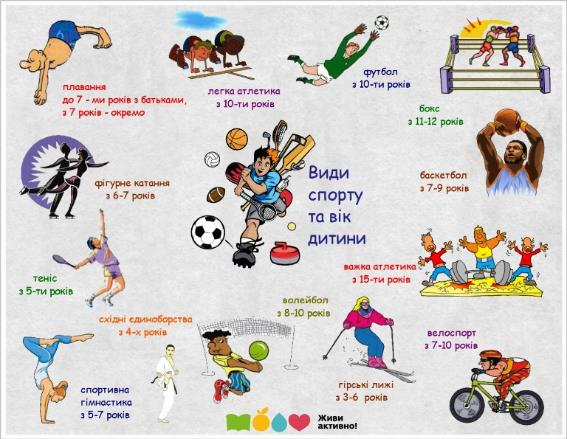 плавання
до 7 - ми років з батьками,
з 7 років - окремо
легка атлетика
з 10-ти років
футбол
з 10-ти років
бокс
з 11-12 років
фігурне катання
з 6-7 років
Види
спорту
та вік
дитини
баскетбол
з 7-9 років
теніс
з 5-ти років
важка атлетика
з 15-ти років
східні єдиноборства
з 4-х років
волейбол
з 8-10 років
велоспорт
з 7-10 років
спортивна
гімнастика
з 5-7 років
гірські лижі
з 3-6 років
Живи
активно!